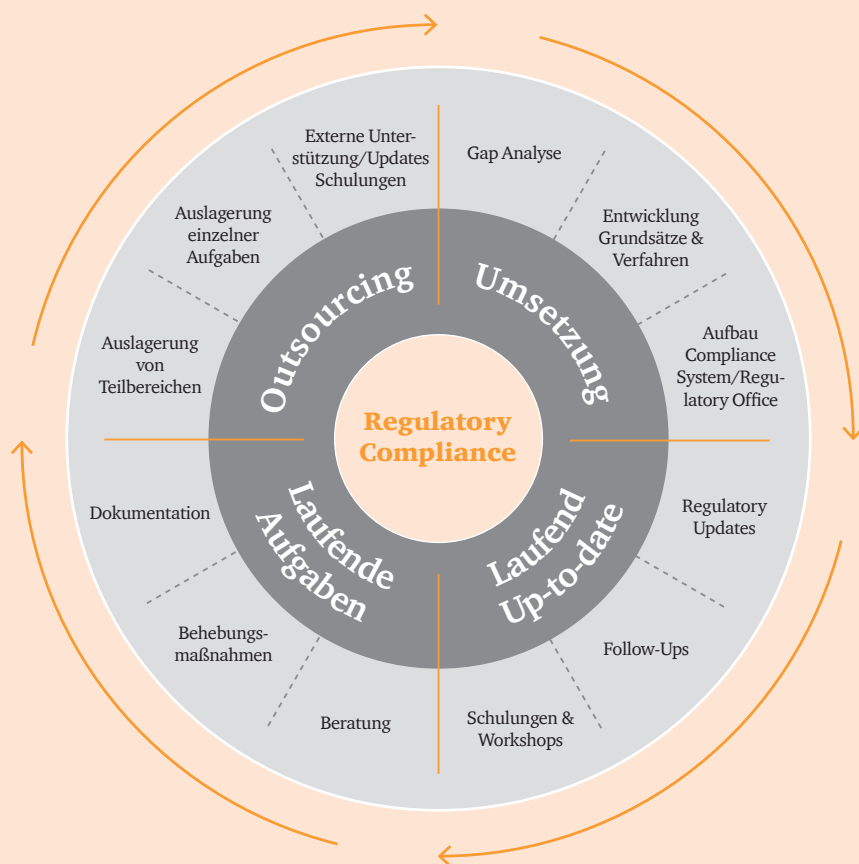 Regulatory
Compliance
Umsetzung
Gap Analyse
Entwicklung
Grundsätze &
Verfahren
Aufbau
Compliance
System/Regu-
latory Office
Laufend
Up-to-date
Regulatory
Updates
Follow-Ups
Schulungen &
Workshops
Laufende
Aufgaben
Beratung
Behebungs-
maßnahmen
Dokumentation
Outsourcing
Auslagerung
von
Teilbereichen
Auslagerung
einzelner
Aufgaben
Externe Unter-
stützung/Updates
Schulungen